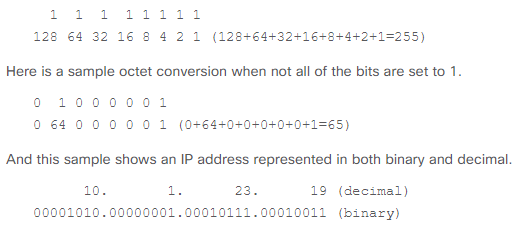 1 1 1 1 1 1 1 1
128 64 32 16 8 4 2 1 (128+64+32+16+8+4+2+1=255)
Here is a sample octet conversion when not all of the bits are set to 1.
0 1 0 0 0 0 0 1
0 64 0 0 0 0 0 1 (0+64+0+0+0+0+0+1=65)
And this sample shows an IP address represented in both binary and decimal.
10. 1. 23. 19 (decimal)
00001010.00000001.00010111.00010011 (binary)